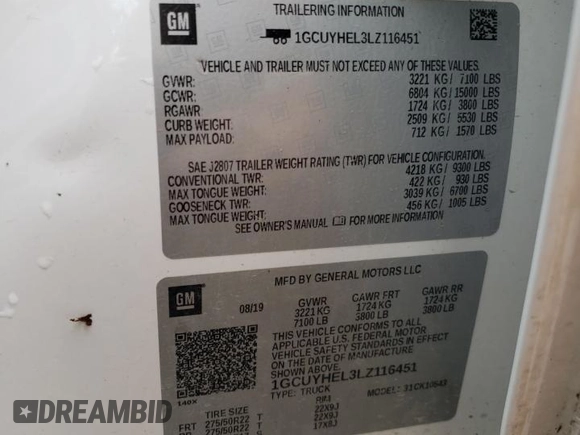 GM
TRAILERING INFORMATION
1GCUYHEL3LZ116451
VEHICLE AND TRAILER MUST NOT EXCEED ANY OF THESE VALUES.
GVWR: 3221 KG / 7100 LBS
GCWR: 6804 KG / 15000 LBS
RGAWR: 1724 KG / 3800 LBS
CURB WEIGHT: 2509 KG / 5530 LBS
MAX PAYLOAD: 712 KG / 1570 LBS
SAE J2807 TRAILER WEIGHT RATING (TWR) FOR VEHICLE CONFIGURATION.
CONVENTIONAL TWR: 4218 KG / 9300 LBS
MAX TONGUE WEIGHT: 422 KG / 930 LBS
GOOSENECK TWR: 3039 KG / 6700 LBS
MAX TONGUE WEIGHT: 456 KG / 1005 LBS
SEE OWNER'S MANUAL FOR MORE INFORMATION
GM
MFD BY GENERAL MOTORS LLC
08/19 GVWR GAWR FRT GAWR RR
3221 KG 1724 KG 1724 KG
7100 LB 3800 LB 3800 LB
THIS VEHICLE CONFORMS TO ALL
APPLICABLE U.S. FEDERAL MOTOR
VEHICLE SAFETY STANDARDS IN EFFECT
ON THE DATE OF MANUFACTURE
SHOWN ABOVE.
1GCUYHEL3LZ116451
TYPE: TRUCK MODEL: 31CK10543
140X
RIM
FRT 275/50R22 T 22X9J
275/50R22 T 22X9J
17X8J
DIRECTBID